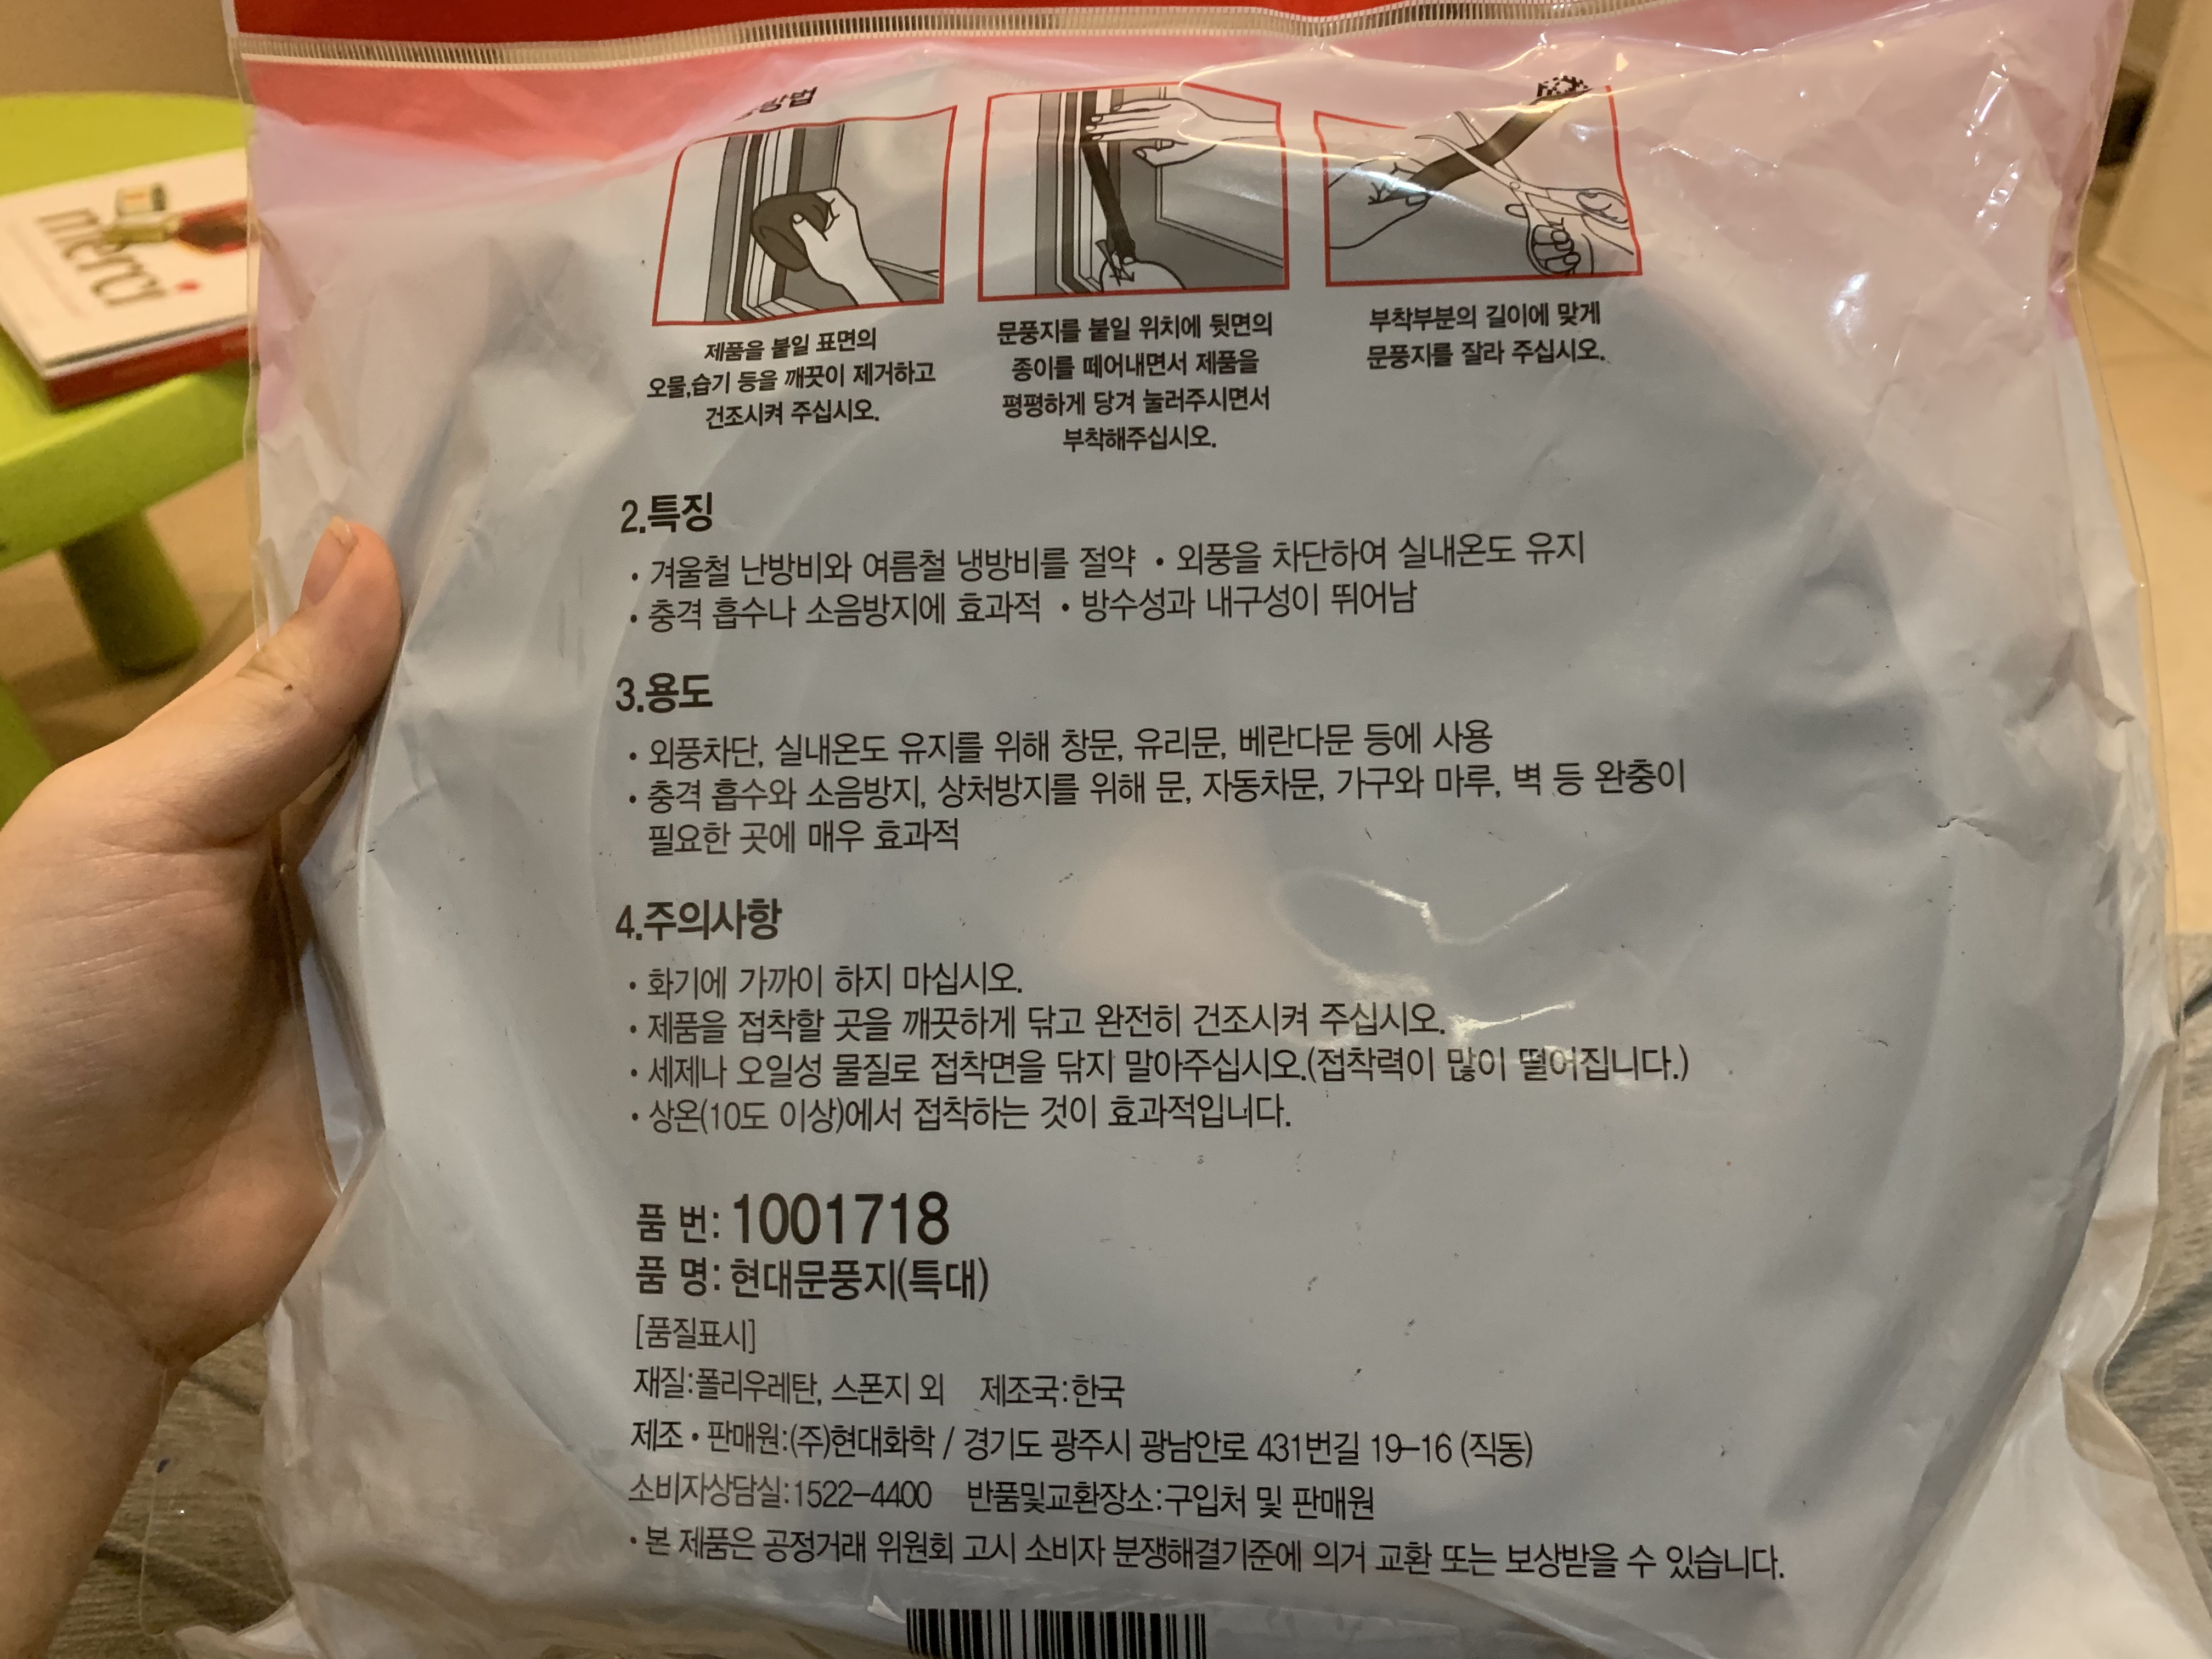 merci
방법
제품을 붙일 표면의
오물,습기 등을 깨끗이 제거하고
건조시켜 주십시오.
문풍지를 붙일 위치에 뒷면의
종이를 떼어내면서 제품을
평평하게 당겨 눌러주시면서
부착해주십시오.
부착부분의 길이에 맞게
문풍지를 잘라 주십시오.
2.특징
• 겨울철 난방비와 여름철 냉방비를 절약 • 외풍을 차단하여 실내온도 유지
• 충격 흡수나 소음방지에 효과적 • 방수성과 내구성이 뛰어남
3.용도
• 외풍차단, 실내온도 유지를 위해 창문, 유리문, 베란다문 등에 사용
• 충격 흡수와 소음방지, 상처방지를 위해 문, 자동차문, 가구와 마루, 벽 등 완충이
필요한 곳에 매우 효과적
4.주의사항
• 화기에 가까이 하지 마십시오.
• 제품을 접착할 곳을 깨끗하게 닦고 완전히 건조시켜 주십시오.
• 세제나 오일성 물질로 접착면을 닦지 말아주십시오.(접착력이 많이 떨어집니다.)
• 상온(10도 이상)에서 접착하는 것이 효과적입니다.
품 번: 1001718
품 명: 현대문풍지(특대)
[품질표시]
재질:폴리우레탄, 스폰지 외 제조국:한국
제조 • 판매원:(주)현대화학 / 경기도 광주시 광남안로 431번길 19-16 (직동)
소비자상담실:1522-4400 반품및교환장소:구입처 및 판매원
• 본 제품은 공정거래 위원회 고시 소비자 분쟁해결기준에 의거 교환 또는 보상받을 수 있습니다.